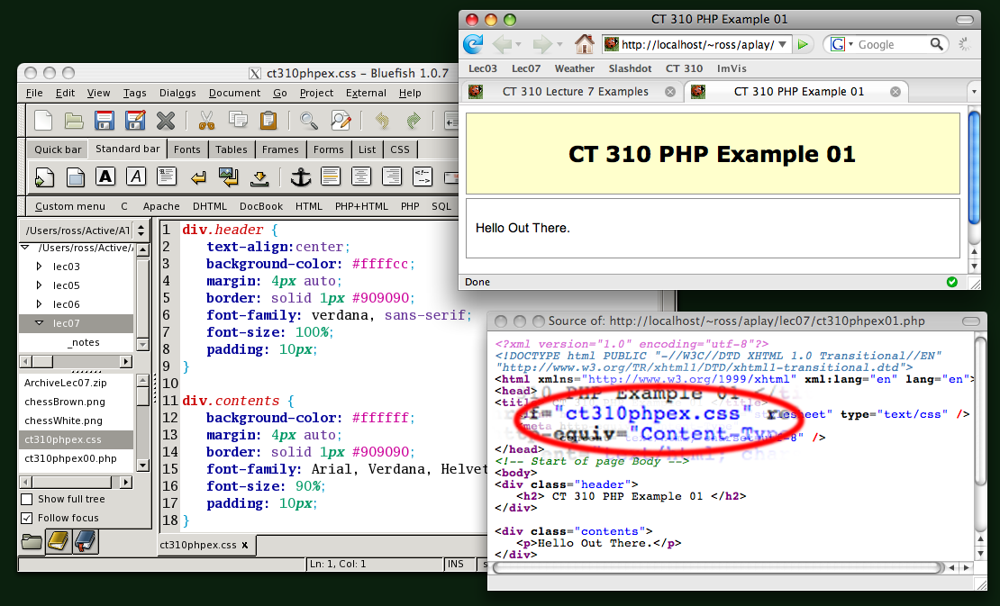 CT 310 PHP Example 01
http://localhost/~ross/aplay/
Google
Lec03 Lec07 Weather Slashdot CT 310 ImVis
CT 310 Lecture 7 Examples CT 310 PHP Example 01
CT 310 PHP Example 01
Hello Out There.
Done
ct310phpex.css – Bluefish 1.0.7
File Edit View Tags Dialogs Document Go Project External Help
Quick bar Standard bar Fonts Tables Frames Forms List CSS
Custom menu C Apache DHTML DocBook HTML PHP+HTML PHP SQL
/Users/ross/Active/AT
/Users/ross/Active/
lec03
lec05
lec06
lec07
_notes
ArchiveLec07.zip
chessBrown.png
chessWhite.png
ct310phpex.css
ct310phpex00.php
Show full tree
Follow focus
1 div.header {
2 text-align:center;
3 background-color: #ffffcc;
4 margin: 4px auto;
5 border: solid 1px #909090;
6 font-family: verdana, sans-serif;
7 font-size: 100%;
8 padding: 10px;
9 }
10
11 div.contents {
12 background-color: #ffffff;
13 margin: 4px auto;
14 border: solid 1px #909090;
15 font-family: Arial, Verdana, Helvet
16 font-size: 90%;
17 padding: 10px;
18 }
ct310phpex.css x
Ln: 1, Col: 1 INS
Source of: http://localhost/~ross/aplay/lec07/ct310phpex01.php
<?xml version="1.0" encoding="utf-8"?>
<!DOCTYPE html PUBLIC "-//W3C//DTD XHTML 1.0 Transitional//EN"
"http://www.w3.org/TR/xhtml1/DTD/xhtml1-transitional.dtd">
<html xmlns="http://www.w3.org/1999/xhtml" xml:lang="en" lang="en">
<head>
10 PHP Example 01 </ti
<title
f="ct310phpex.css" r
sheet" type="text/css" />
-equiv="Content-Type
-8" />
</head>
<!-- Start of page Body -->
<body>
<div class="header">
<h2> CT 310 PHP Example 01 </h2>
</div>
<div class="contents">
<p>Hello Out There.</p>
</div>